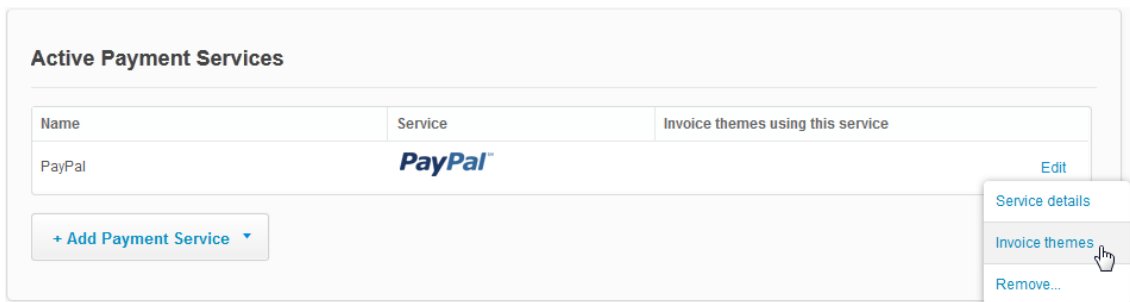 Active Payment Services
Name Service Invoice themes using this service
PayPal PayPal™ Edit
Service details
+ Add Payment Service
Invoice themes
Remove...